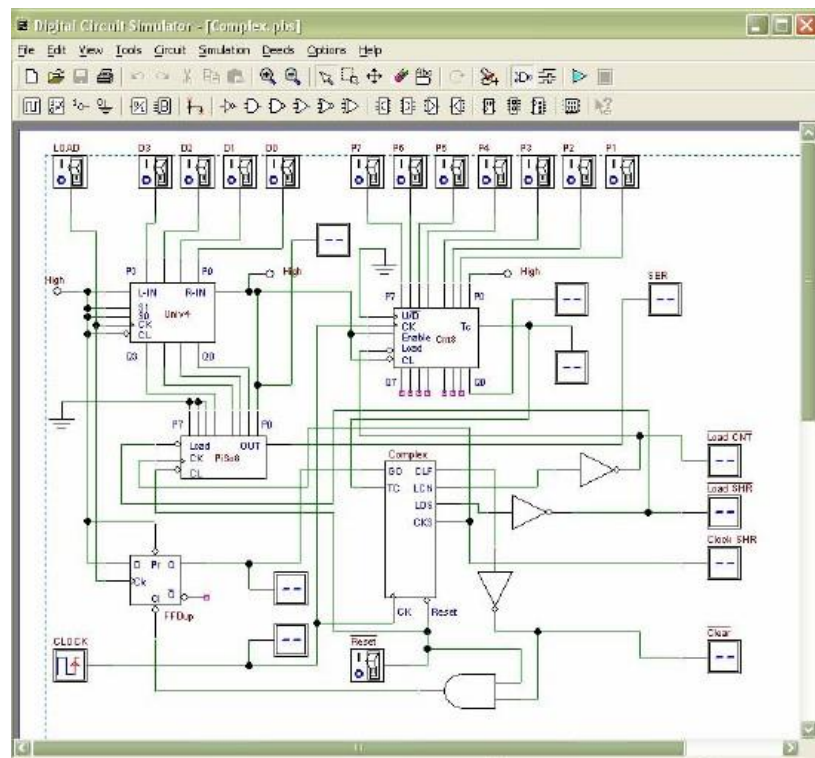 Digital Circuit Simulator - [Complex.pbs]
File Edit View Tools Circuit Simulation Deeds Options Help
LOAD D3 D2 D1 D0 P7 P6 P5 P4 P3 P2 P1
High P3 P0 High High SER
L-IN R-IN
S1
S0 Univ4
CK
CL
Q3 Q0
P7 P0
U/D
CK Tc
Enable Cnt8
Load
CL
Q7 Q0
P7 P0
Load OUT
CK PiSo8
CL
Complex
GO CLF
TC LCN
LDS
CKS
CK Reset
Load CNT
Load SHR
Clock SHR
Clear
D Pr Q
Ck
Cl Q
FFDup
CLOCK
Reset